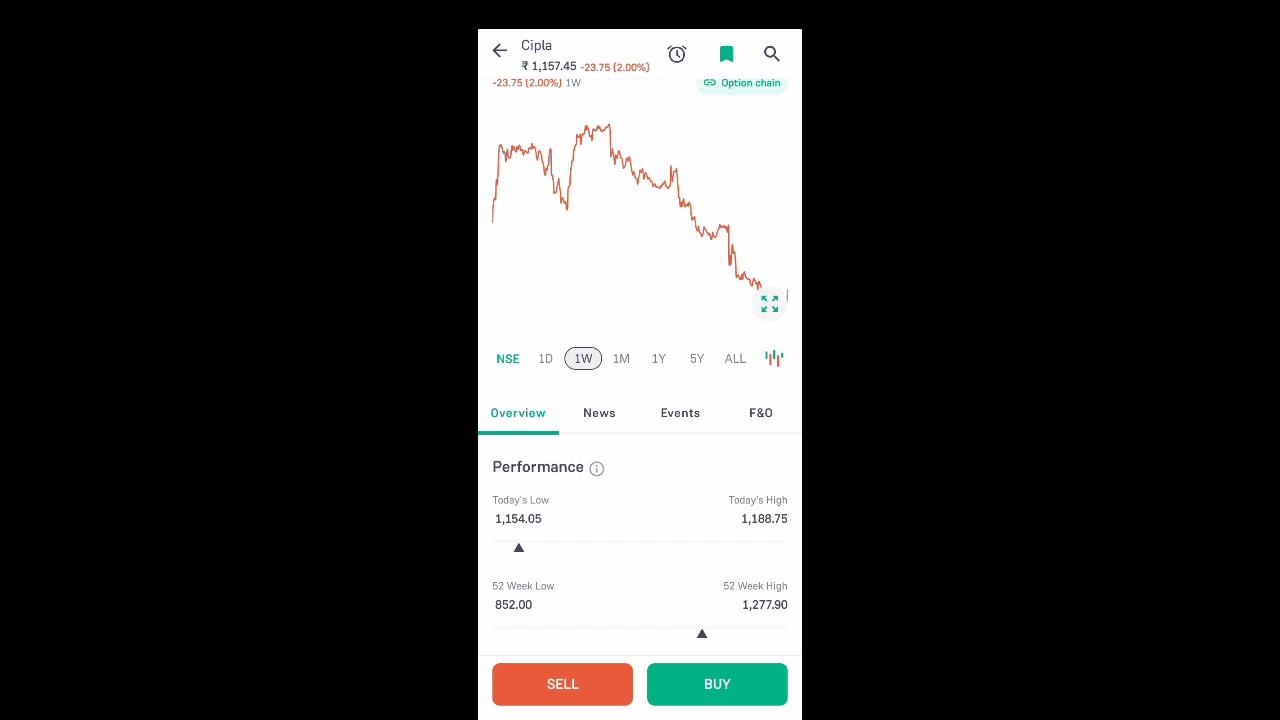 Cipla
₹ 1,157.45 -23.75 (2.00%)
-23.75 (2.00%) 1W
Option chain
NSE 1D 1W 1M 1Y 5Y ALL
Overview News Events F&O
Performance
Today's Low Today's High
1,154.05 1,188.75
52 Week Low 52 Week High
852.00 1,277.90
SELL BUY